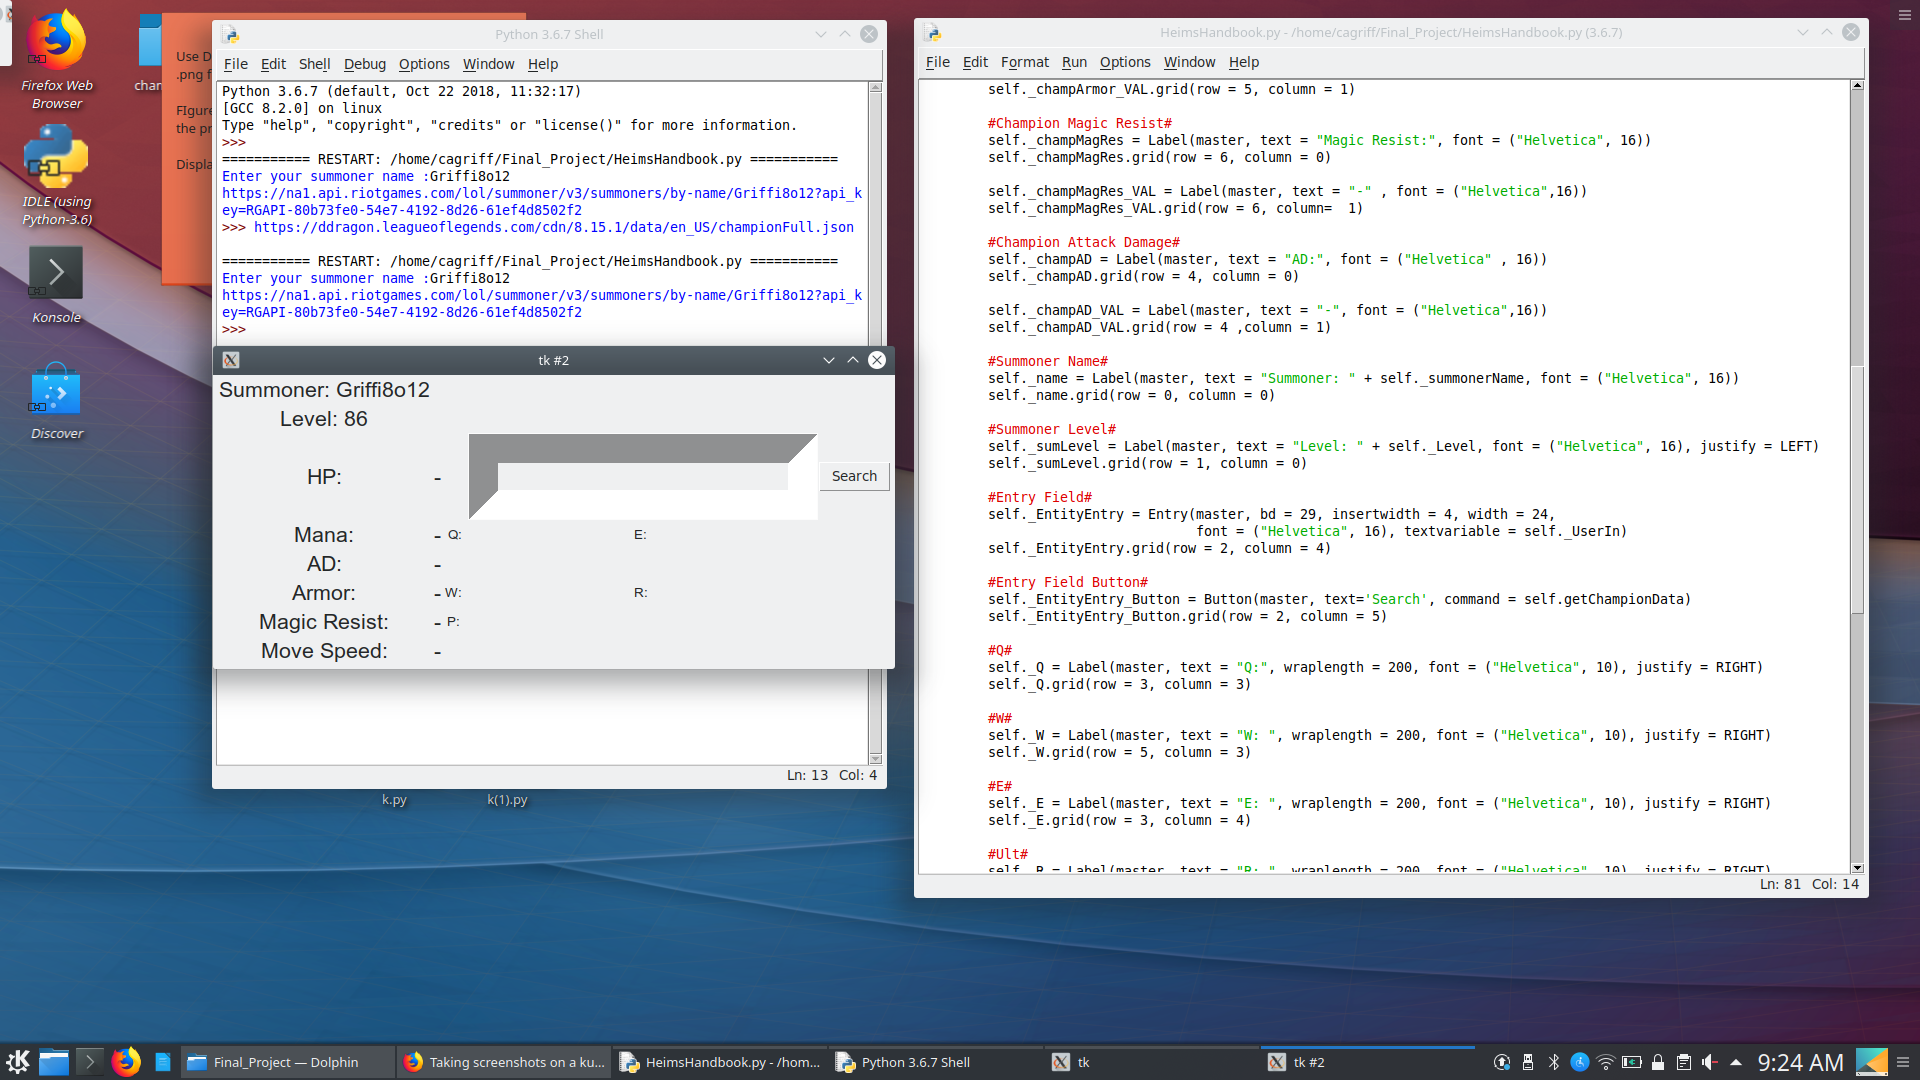 Firefox Web
Browser
IDLE (using
Python-3.6)
Konsole
Discover
Use D
.png f
FIgure
the pr
Displa
k.py
k(1).py
Python 3.6.7 Shell
File Edit Shell Debug Options Window Help
Python 3.6.7 (default, Oct 22 2018, 11:32:17)
[GCC 8.2.0] on linux
Type "help", "copyright", "credits" or "license()" for more information.
>>>
=========== RESTART: /home/cagriff/Final_Project/HeimsHandbook.py ===========
Enter your summoner name :Griffi8o12
https://na1.api.riotgames.com/lol/summoner/v3/summoners/by-name/Griffi8o12?api_k
ey=RGAPI-80b73fe0-54e7-4192-8d26-61ef4d8502f2
>>> https://ddragon.leagueoflegends.com/cdn/8.15.1/data/en_US/championFull.json
=========== RESTART: /home/cagriff/Final_Project/HeimsHandbook.py ===========
Enter your summoner name :Griffi8o12
https://na1.api.riotgames.com/lol/summoner/v3/summoners/by-name/Griffi8o12?api_k
ey=RGAPI-80b73fe0-54e7-4192-8d26-61ef4d8502f2
>>>
Ln: 13 Col: 4
tk #2
Summoner: Griffi8o12
Level: 86
HP: - Search
Mana: - Q: E:
AD: -
Armor: - W: R:
Magic Resist: - P:
Move Speed: -
HeimsHandbook.py - /home/cagriff/Final_Project/HeimsHandbook.py (3.6.7)
File Edit Format Run Options Window Help
self._champArmor_VAL.grid(row = 5, column = 1)
#Champion Magic Resist#
self._champMagRes = Label(master, text = "Magic Resist:", font = ("Helvetica", 16))
self._champMagRes.grid(row = 6, column = 0)
self._champMagRes_VAL = Label(master, text = "-" , font = ("Helvetica",16))
self._champMagRes_VAL.grid(row = 6, column=  1)
#Champion Attack Damage#
self._champAD = Label(master, text = "AD:", font = ("Helvetica" , 16))
self._champAD.grid(row = 4, column = 0)
self._champAD_VAL = Label(master, text = "-", font = ("Helvetica",16))
self._champAD_VAL.grid(row = 4 ,column = 1)
#Summoner Name#
self._name = Label(master, text = "Summoner: " + self._summonerName, font = ("Helvetica", 16))
self._name.grid(row = 0, column = 0)
#Summoner Level#
self._sumLevel = Label(master, text = "Level: " + self._Level, font = ("Helvetica", 16), justify = LEFT)
self._sumLevel.grid(row = 1, column = 0)
#Entry Field#
self._EntityEntry = Entry(master, bd = 29, insertwidth = 4, width = 24,
font = ("Helvetica", 16), textvariable = self._UserIn)
self._EntityEntry.grid(row = 2, column = 4)
#Entry Field Button#
self._EntityEntry_Button = Button(master, text='Search', command = self.getChampionData)
self._EntityEntry_Button.grid(row = 2, column = 5)
#Q#
self._Q = Label(master, text = "Q:", wraplength = 200, font = ("Helvetica", 10), justify = RIGHT)
self._Q.grid(row = 3, column = 3)
#W#
self._W = Label(master, text = "W: ", wraplength = 200, font = ("Helvetica", 10), justify = RIGHT)
self._W.grid(row = 5, column = 3)
#E#
self._E = Label(master, text = "E: ", wraplength = 200, font = ("Helvetica", 10), justify = RIGHT)
self._E.grid(row = 3, column = 4)
#Ult#
self._R = Label(master, text = "R: ", wraplength = 200, font = ("Helvetica", 10), justify = RIGHT)
Ln: 81 Col: 14
Final_Project — Dolphin
Taking screenshots on a ku...
HeimsHandbook.py - /hom...
Python 3.6.7 Shell
tk
tk #2
9:24 AM